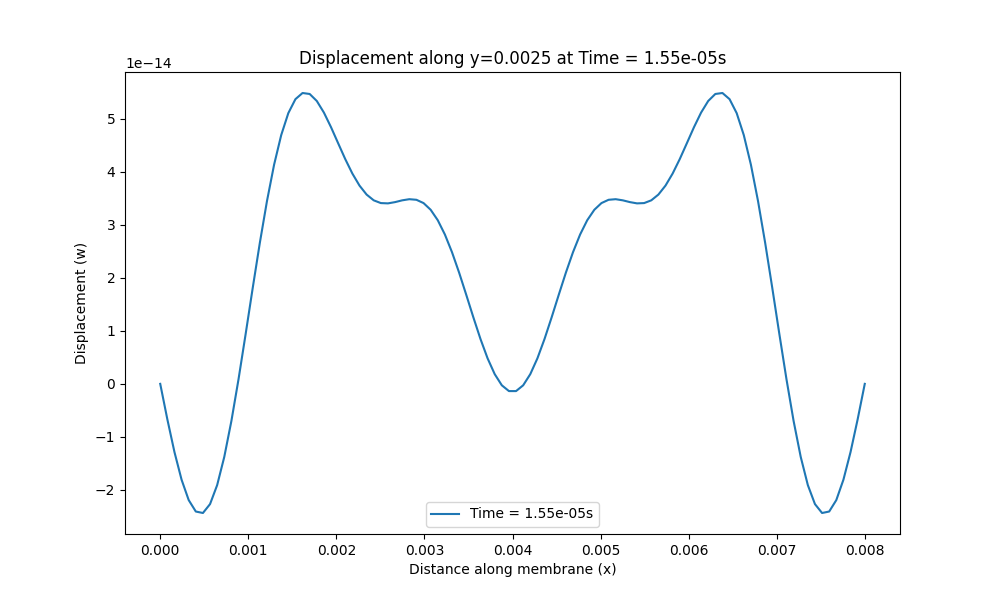 Displacement along y=0.0025 at Time = 1.55e-05s
1e−14
5
4
3
2
1
0
−1
−2
Displacement (w)
Time = 1.55e-05s
0.000 0.001 0.002 0.003 0.004 0.005 0.006 0.007 0.008
Distance along membrane (x)